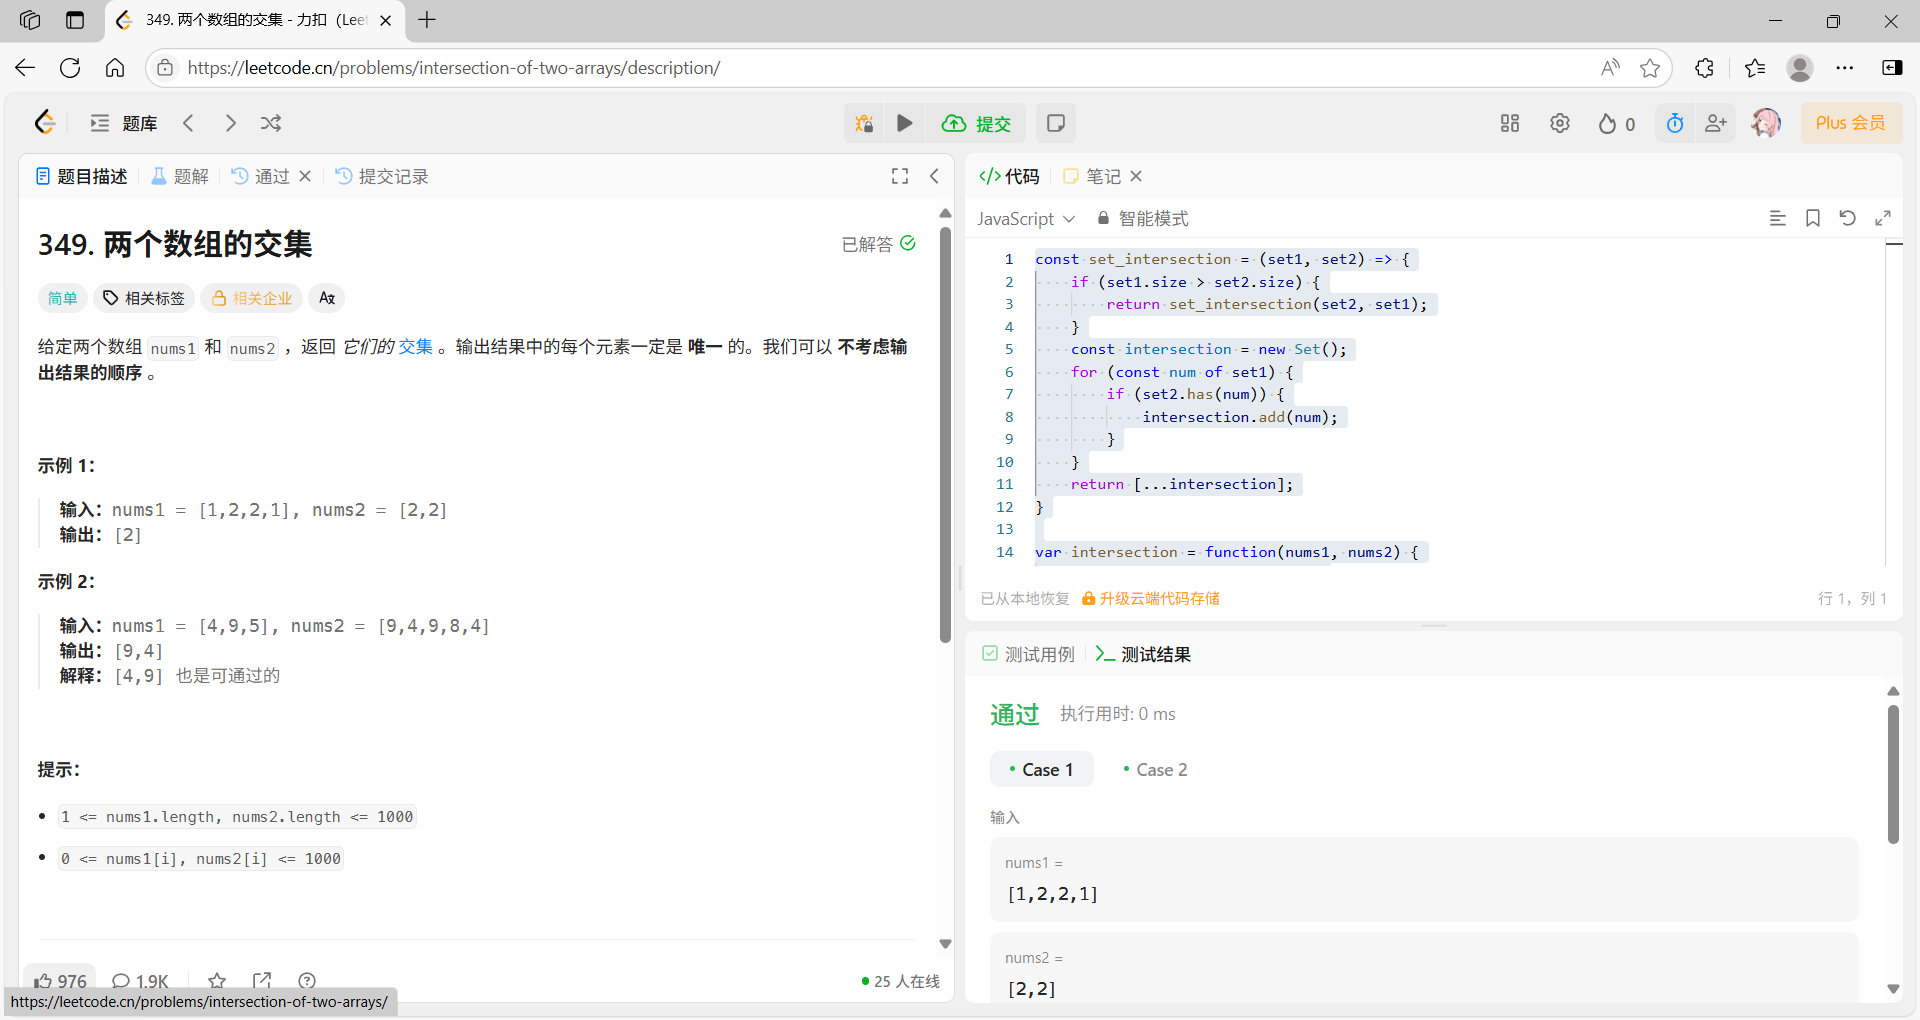 349. 两个数组的交集 - 力扣 (Leet
https://leetcode.cn/problems/intersection-of-two-arrays/description/
题库
提交
0
Plus 会员
题目描述
题解
通过
提交记录
349. 两个数组的交集
已解答
简单
相关标签
相关企业
给定两个数组 nums1 和 nums2 ，返回 它们的 交集 。输出结果中的每个元素一定是 唯一 的。我们可以 不考虑输
出结果的顺序 。
示例 1：
输入：nums1 = [1,2,2,1], nums2 = [2,2]
输出：[2]
示例 2：
输入：nums1 = [4,9,5], nums2 = [9,4,9,8,4]
输出：[9,4]
解释：[4,9] 也是可通过的
提示：
1 <= nums1.length, nums2.length <= 1000
0 <= nums1[i], nums2[i] <= 1000
976
1.9K
25 人在线
https://leetcode.cn/problems/intersection-of-two-arrays/
</> 代码
笔记
JavaScript
智能模式
1 const set_intersection = (set1, set2) => {
2 if (set1.size > set2.size) {
3 return set_intersection(set2, set1);
4 }
5 const intersection = new Set();
6 for (const num of set1) {
7 if (set2.has(num)) {
8 intersection.add(num);
9 }
10 }
11 return [...intersection];
12 }
13
14 var intersection = function(nums1, nums2) {
已从本地恢复
升级云端代码存储
行 1，列 1
测试用例
测试结果
通过
执行用时: 0 ms
Case 1
Case 2
输入
nums1 =
[1,2,2,1]
nums2 =
[2,2]